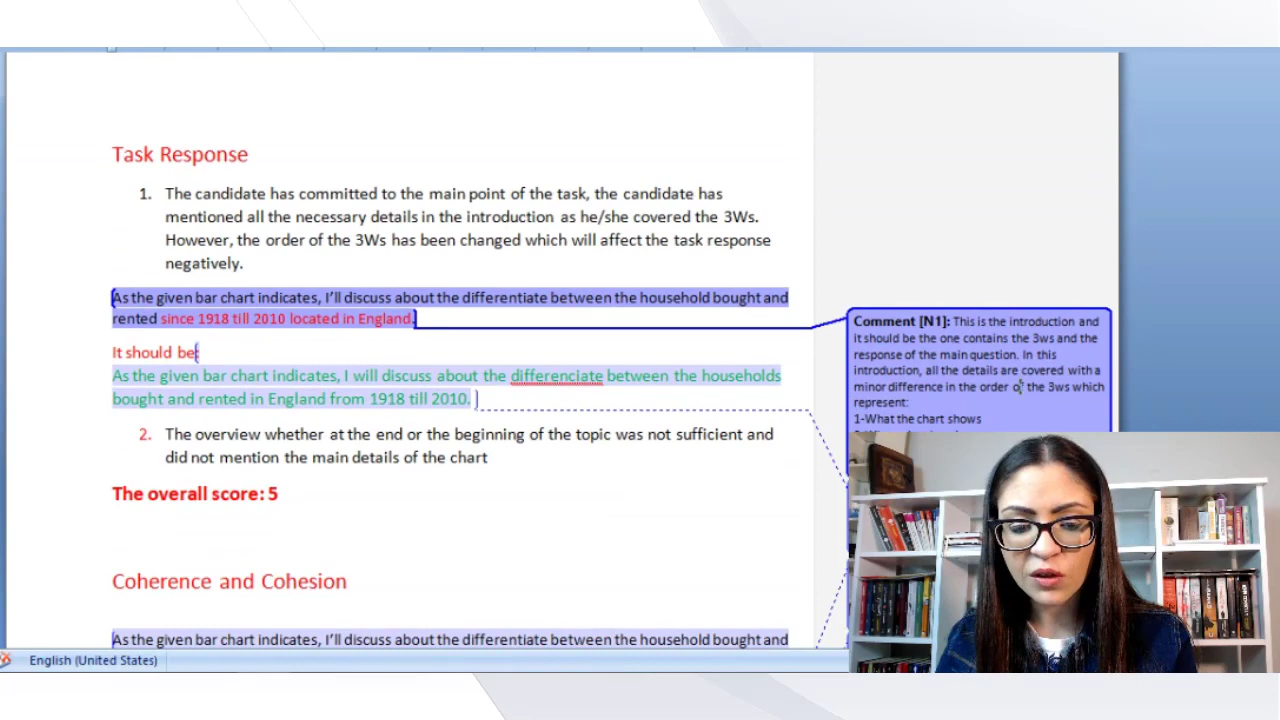 Task Response
1. The candidate has committed to the main point of the task, the candidate has
mentioned all the necessary details in the introduction as he/she covered the 3Ws.
However, the order of the 3Ws has been changed which will affect the task response
negatively.
As the given bar chart indicates, I'll discuss about the differentiate between the household bought and
rented since 1918 till 2010 located in England.
It should be:
As the given bar chart indicates, I will discuss about the differenciate between the households
bought and rented in England from 1918 till 2010.
2. The overview whether at the end or the beginning of the topic was not sufficient and
did not mention the main details of the chart
The overall score: 5
Coherence and Cohesion
As the given bar chart indicates, I'll discuss about the differentiate between the household bought and
Comment [N1]: This is the introduction and
it should be the one contains the 3ws and the
response of the main question. In this
introduction, all the details are covered with a
minor difference in the order of the 3ws which
represent:
1-What the chart shows
English (United States)